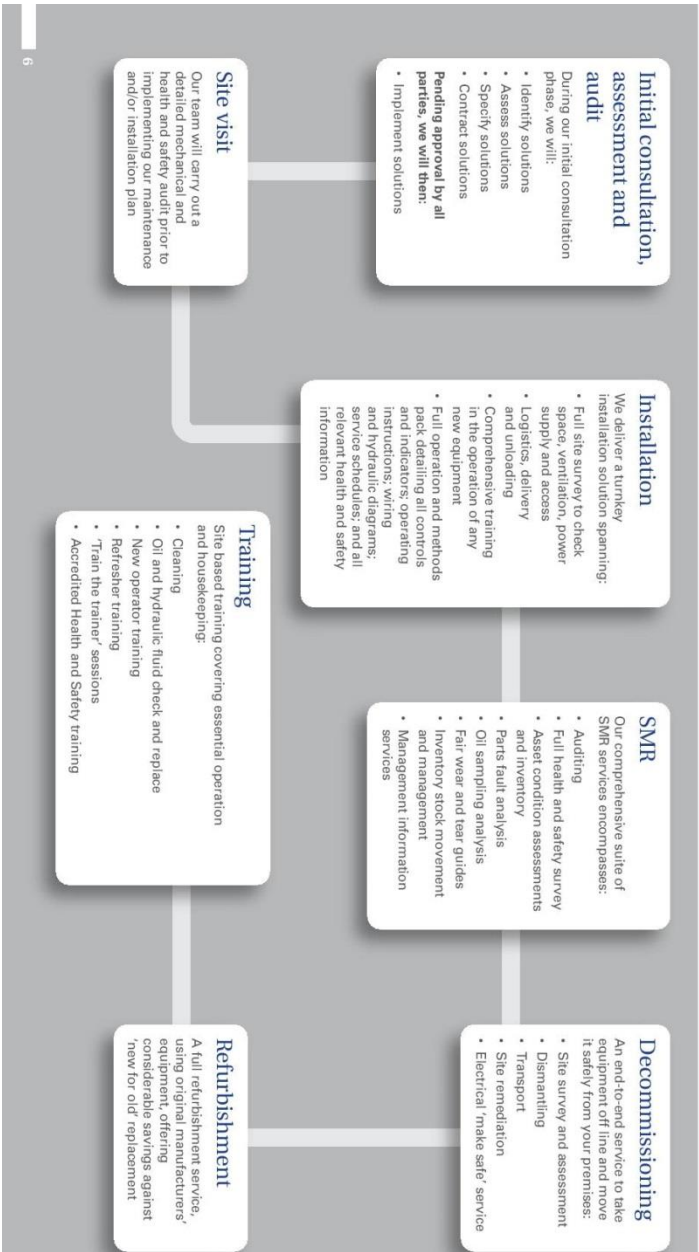 Initial consultation,
assessment and
audit
During our initial consultation
phase, we will:
• Identify solutions
• Assess solutions
• Specify solutions
• Contract solutions
Pending approval by all
parties, we will then:
• Implement solutions
Site visit
Our team will carry out a
detailed mechanical and
health and safety audit prior to
implementing our maintenance
and/or installation plan
Installation
We deliver a turnkey
installation solution spanning:
• Full site survey to check
space, ventilation, power
supply and access
• Logistics, delivery
and unloading
• Comprehensive training
in the operation of any
new equipment
• Full operation and methods
pack detailing all controls
and indicators; operating
instructions; wiring
and hydraulic diagrams;
service schedules; and all
relevant health and safety
information
SMR
Our comprehensive suite of
SMR services encompasses:
• Auditing
• Full health and safety survey
• Asset condition assessments
and inventory
• Parts fault analysis
• Oil sampling analysis
• Fair wear and tear guides
• Inventory stock movement
and management
• Management information
services
Decommissioning
An end-to-end service to take
equipment off line and move
it safely from your premises:
• Site survey and assessment
• Dismantling
• Transport
• Site remediation
• Electrical 'make safe' service
Refurbishment
A full refurbishment service,
using original manufacturers'
equipment, offering
considerable savings against
'new for old' replacement
Training
Site based training covering essential operation
and housekeeping:
• Cleaning
• Oil and hydraulic fluid check and replace
• New operator training
• Refresher training
• 'Train the trainer' sessions
• Accredited Health and Safety training
6